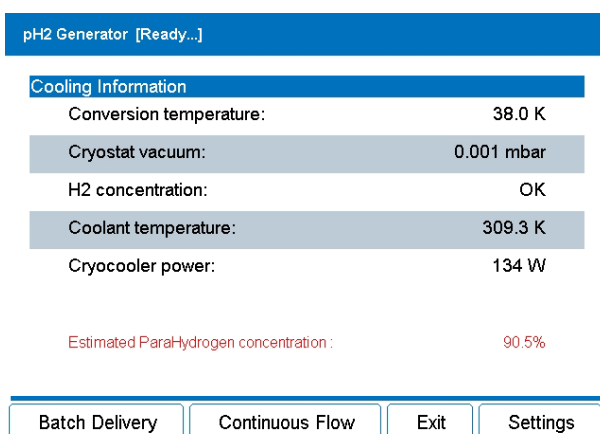 pH2 Generator [Ready...]
Cooling Information
Conversion temperature: 38.0 K
Cryostat vacuum: 0.001 mbar
H2 concentration: OK
Coolant temperature: 309.3 K
Cryocooler power: 134 W
Estimated ParaHydrogen concentration : 90.5%
Batch Delivery Continuous Flow Exit Settings